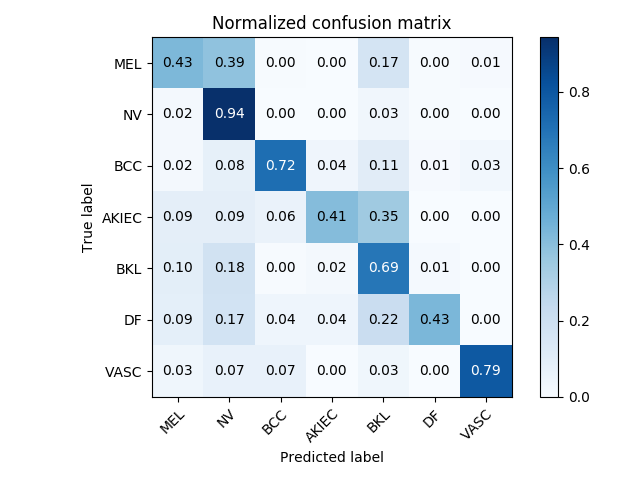 Normalized confusion matrix
MEL 0.43 0.39 0.00 0.00 0.17 0.00 0.01
NV 0.02 0.94 0.00 0.00 0.03 0.00 0.00
BCC 0.02 0.08 0.72 0.04 0.11 0.01 0.03
AKIEC 0.09 0.09 0.06 0.41 0.35 0.00 0.00
BKL 0.10 0.18 0.00 0.02 0.69 0.01 0.00
DF 0.09 0.17 0.04 0.04 0.22 0.43 0.00
VASC 0.03 0.07 0.07 0.00 0.03 0.00 0.79
MEL NV BCC AKIEC BKL DF VASC
True label
Predicted label
0.8
0.6
0.4
0.2
0.0